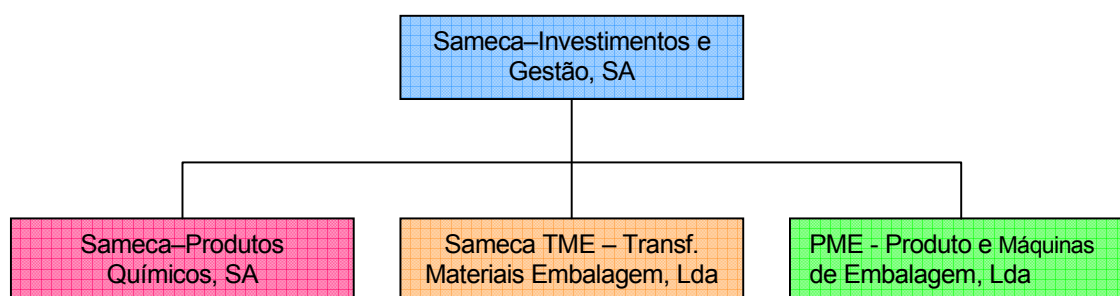 Sameca–Investimentos e
Gestão, SA
Sameca–Produtos
Químicos, SA
Sameca TME – Transf.
Materiais Embalagem, Lda
PME - Produto e Máquinas
de Embalagem, Lda